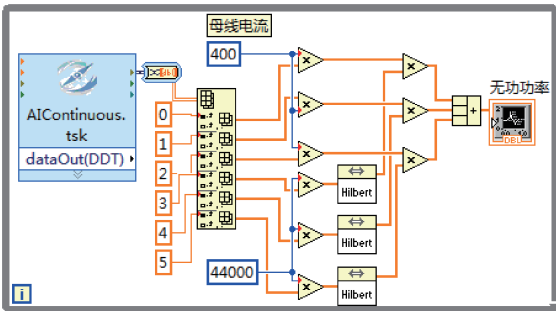 母线电流
400
AIContinuous.
tsk
dataOut(DDT)
0
1
2
3
4
5
无功功率
DBL
Hilbert
Hilbert
44000
Hilbert
i